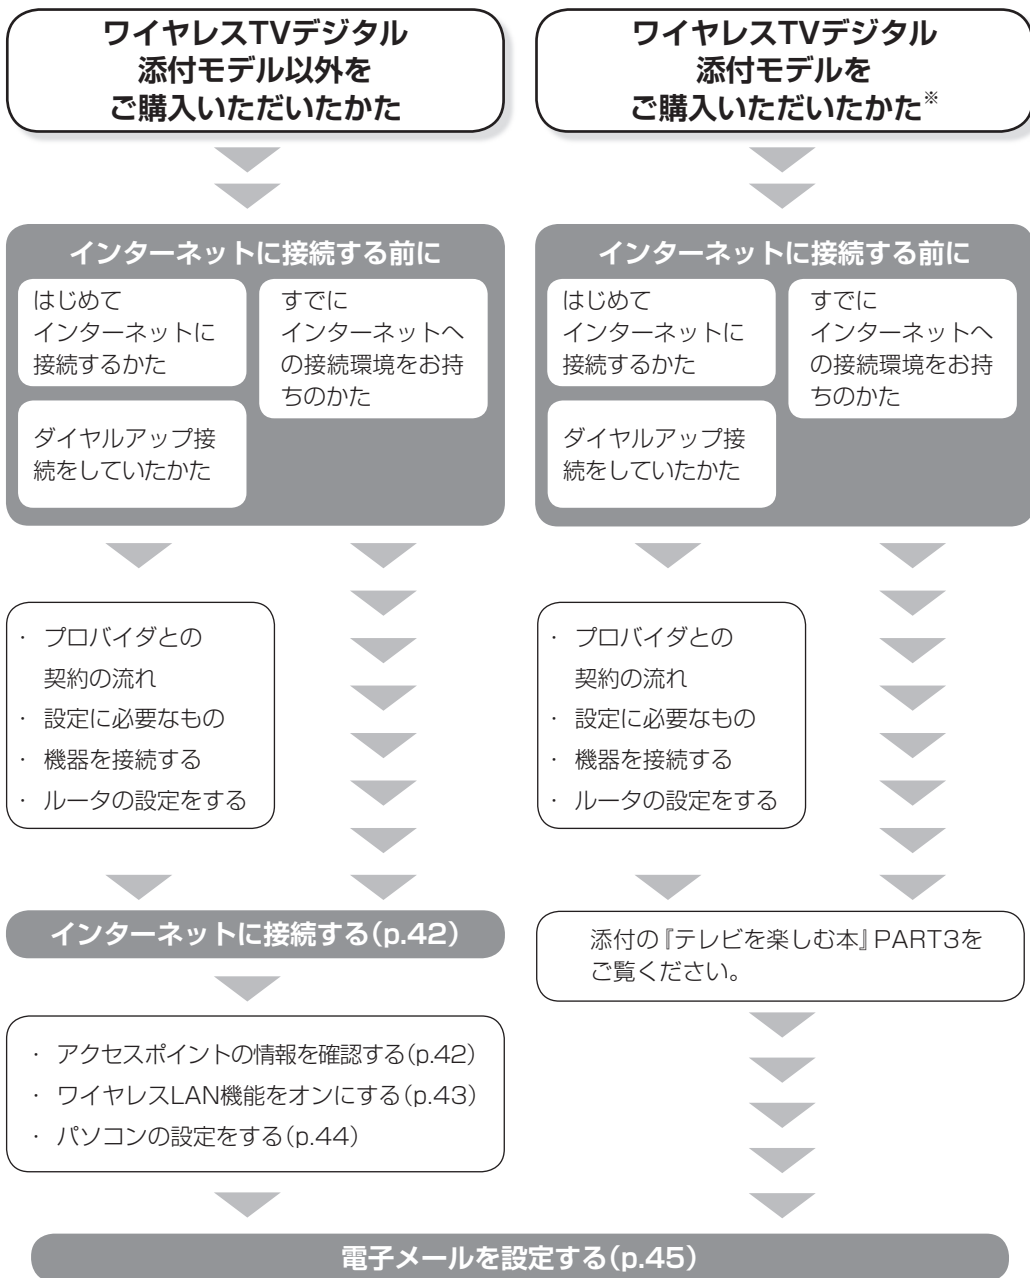 ワイヤレスTVデジタル
添付モデル以外を
ご購入いただいたかた
インターネットに接続する前に
はじめて
インターネットに
接続するかた
すでに
インターネットへ
の接続環境をお持
ちのかた
ダイヤルアップ接
続をしていたかた
・ プロバイダとの
契約の流れ
・ 設定に必要なもの
・ 機器を接続する
・ ルータの設定をする
インターネットに接続する(p.42)
・ アクセスポイントの情報を確認する(p.42)
・ ワイヤレスLAN機能をオンにする(p.43)
・ パソコンの設定をする(p.44)
ワイヤレスTVデジタル
添付モデルを
ご購入いただいたかた※
インターネットに接続する前に
はじめて
インターネットに
接続するかた
すでに
インターネットへ
の接続環境をお持
ちのかた
ダイヤルアップ接
続をしていたかた
・ プロバイダとの
契約の流れ
・ 設定に必要なもの
・ 機器を接続する
・ ルータの設定をする
添付の『テレビを楽しむ本』PART3を
ご覧ください。
電子メールを設定する(p.45)